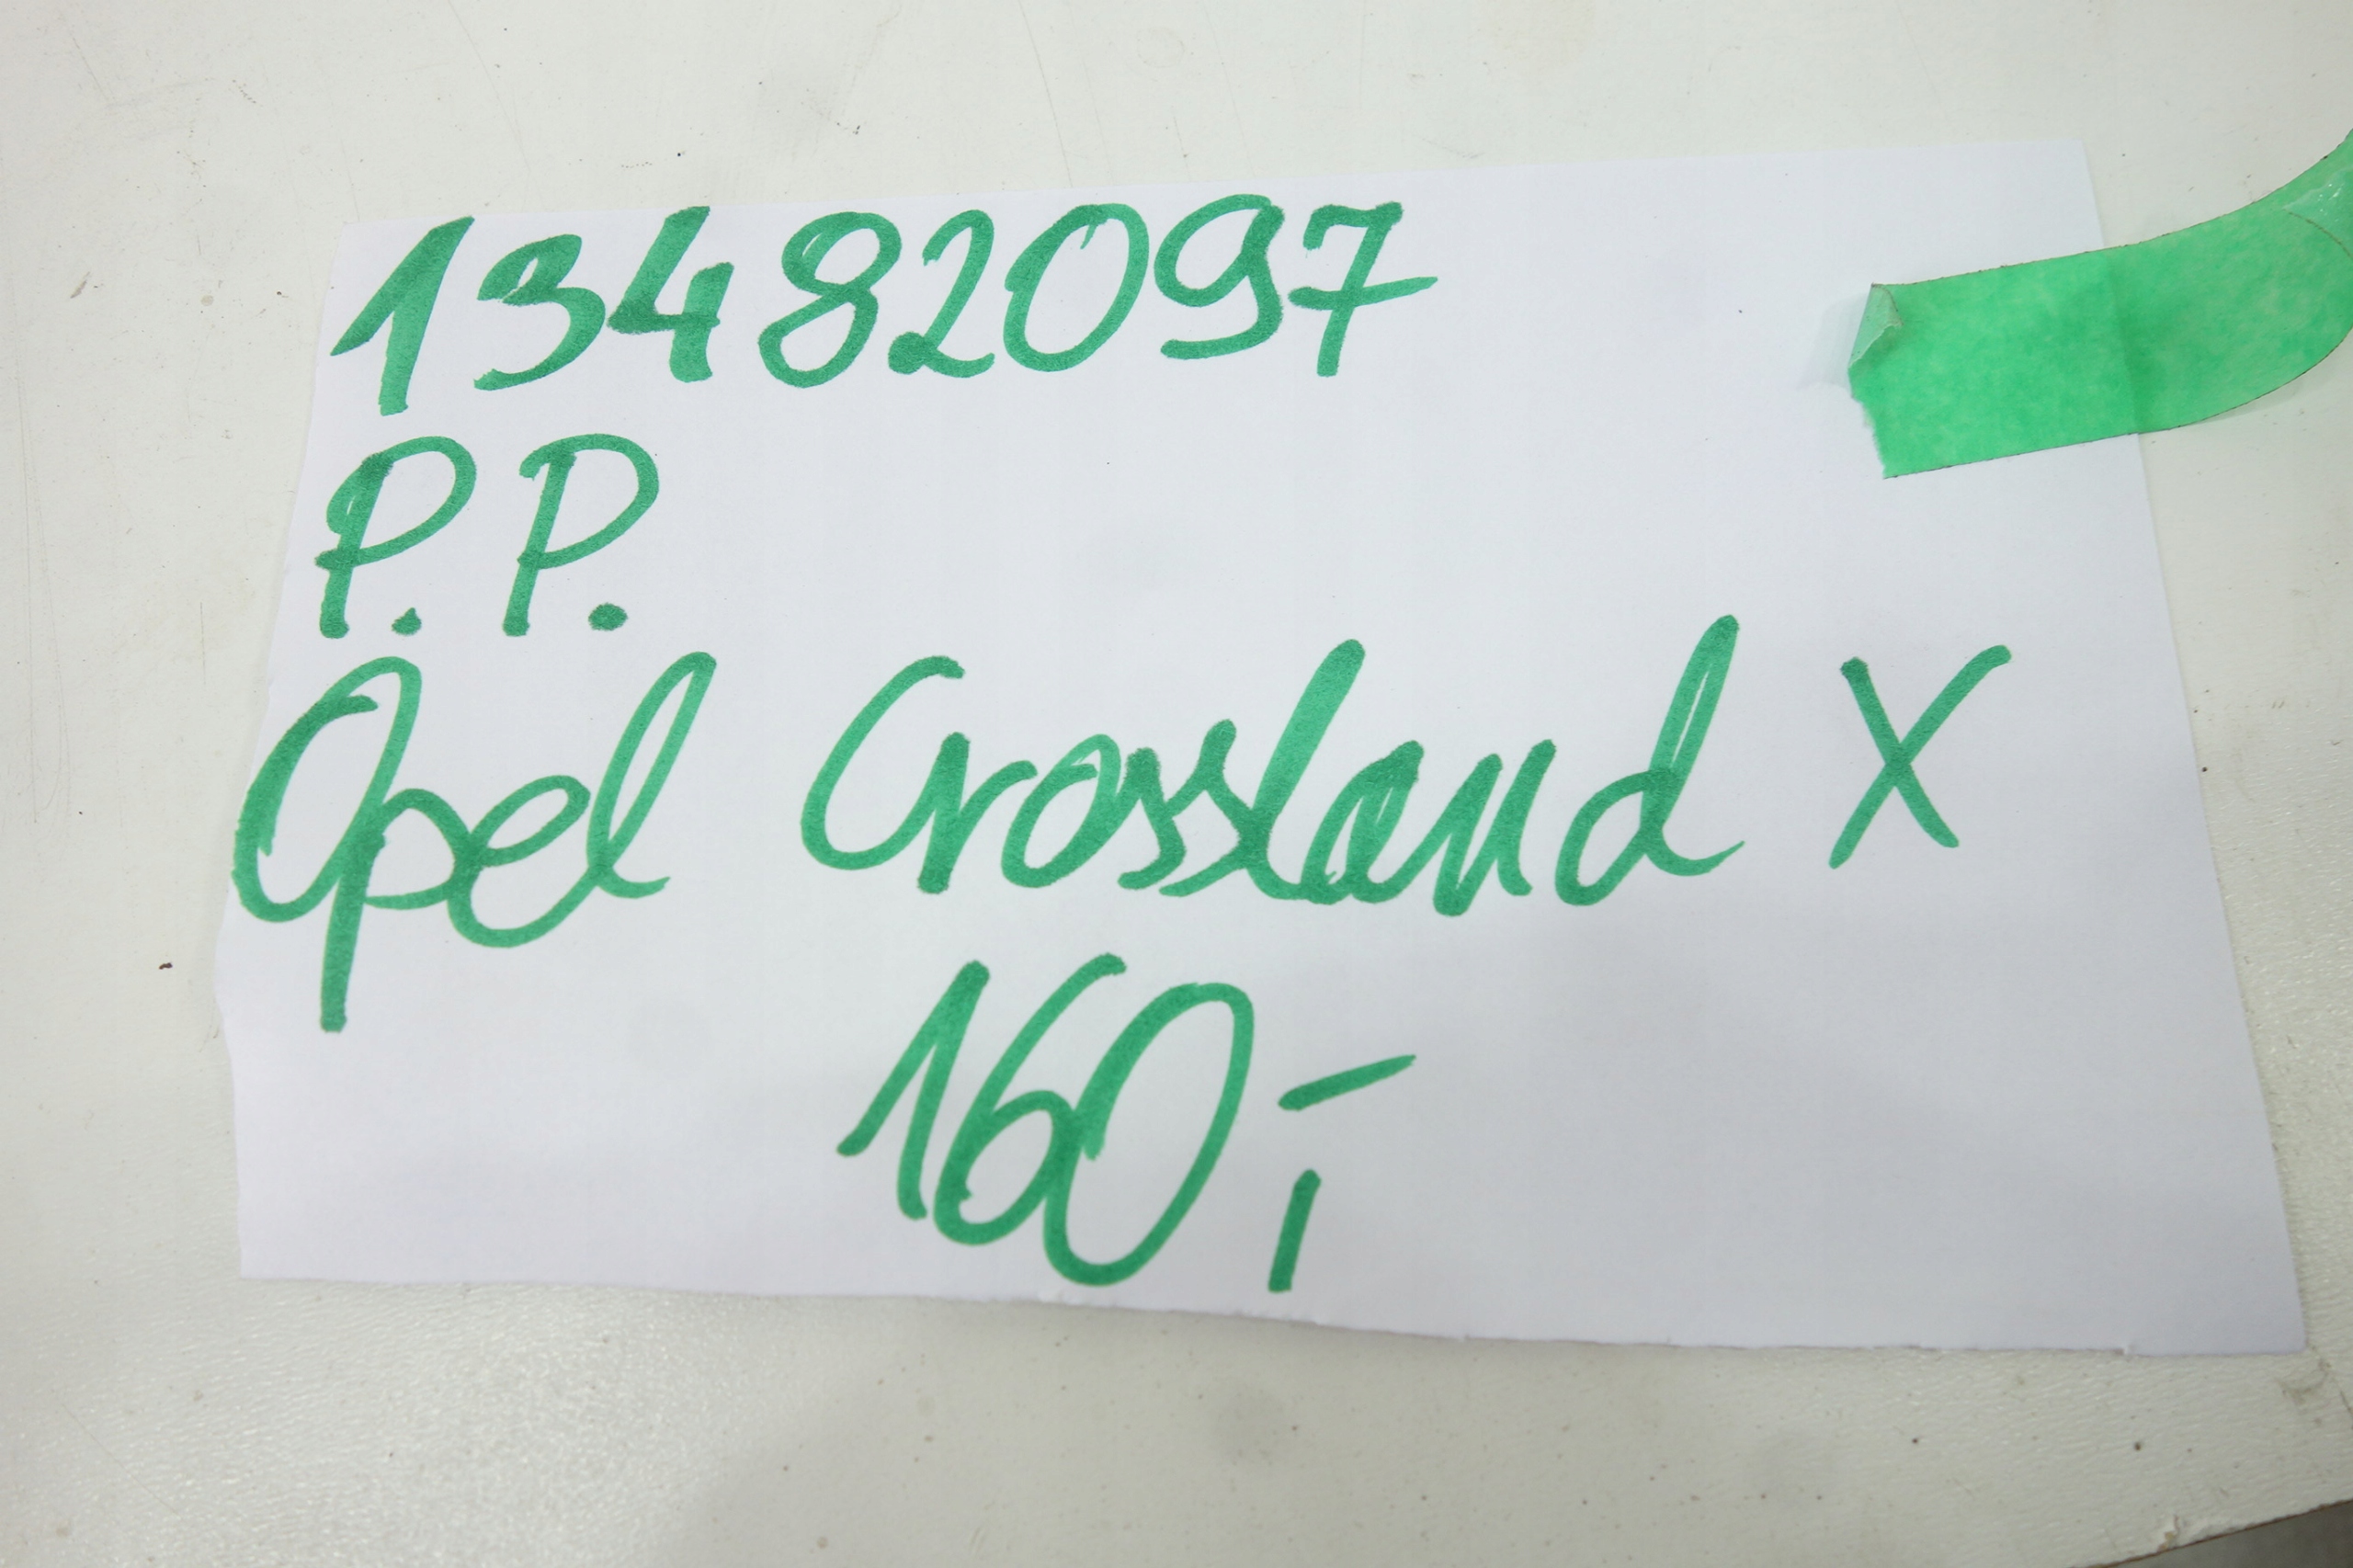 13482097
P.P.
Opel Crossland X
160,-